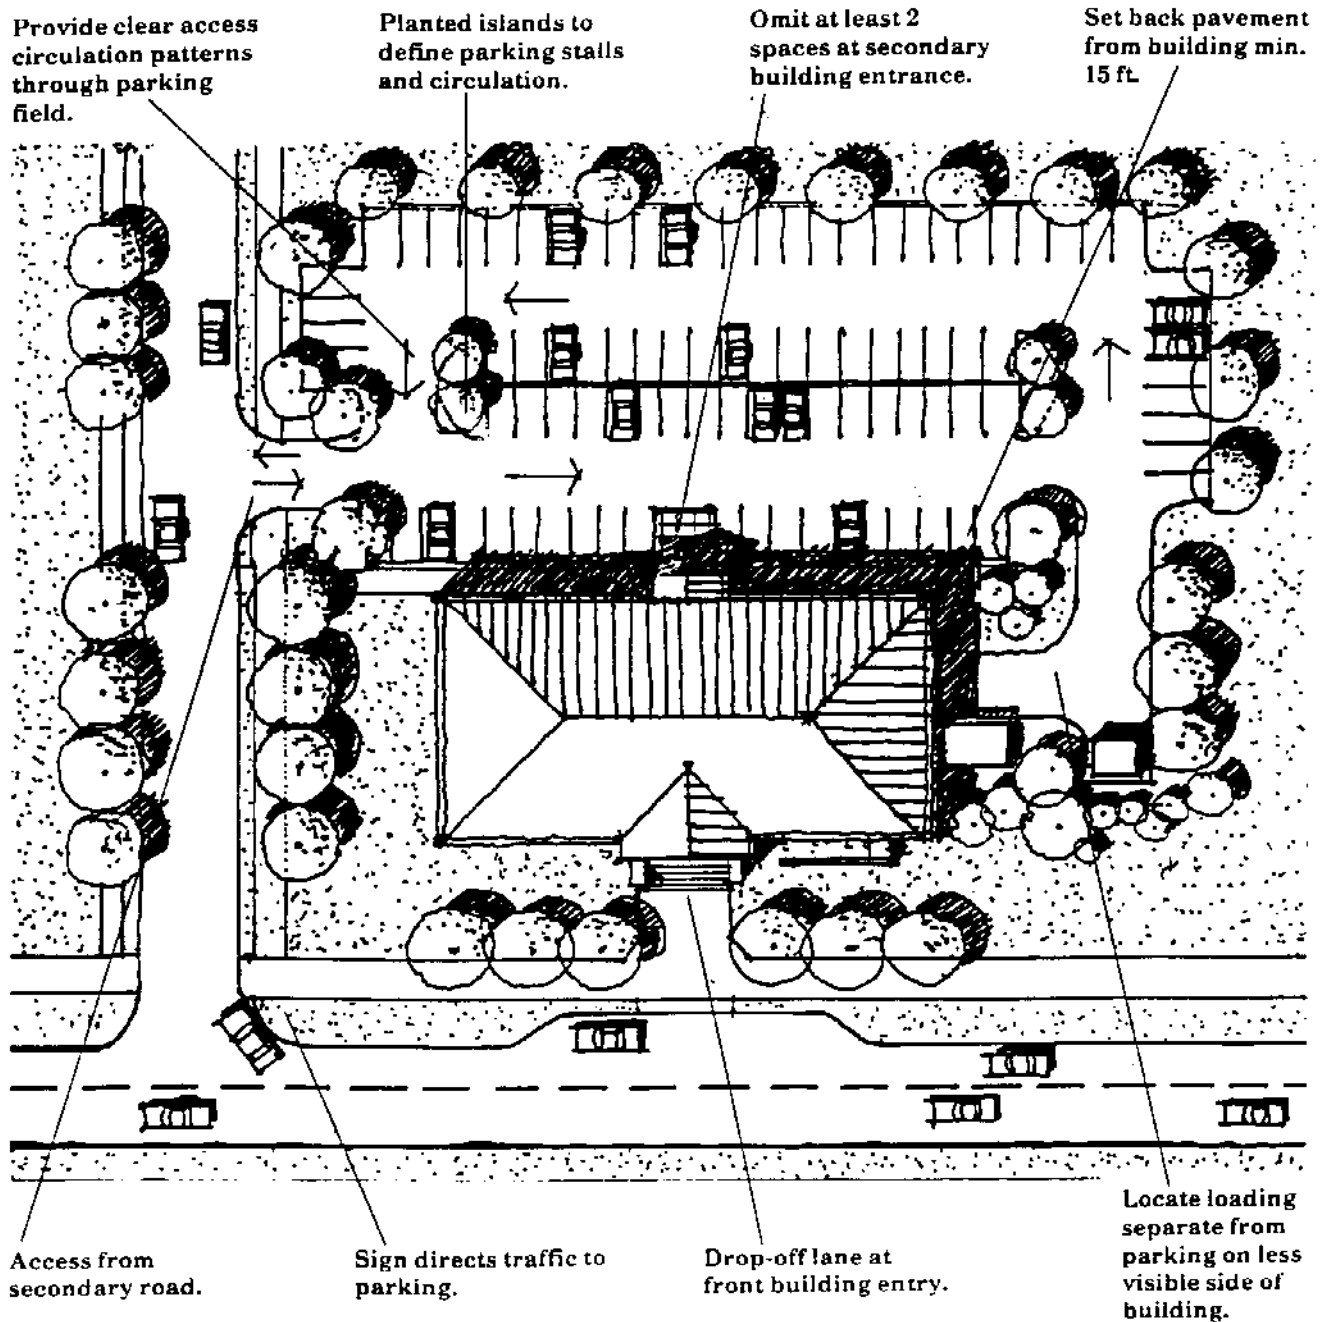 Provide clear access
circulation patterns
through parking
field.
Planted islands to
define parking stalls
and circulation.
Omit at least 2
spaces at secondary
building entrance.
Set back pavement
from building min.
15 ft.
Access from
secondary road.
Sign directs traffic to
parking.
Drop-off lane at
front building entry.
Locate loading
separate from
parking on less
visible side of
building.